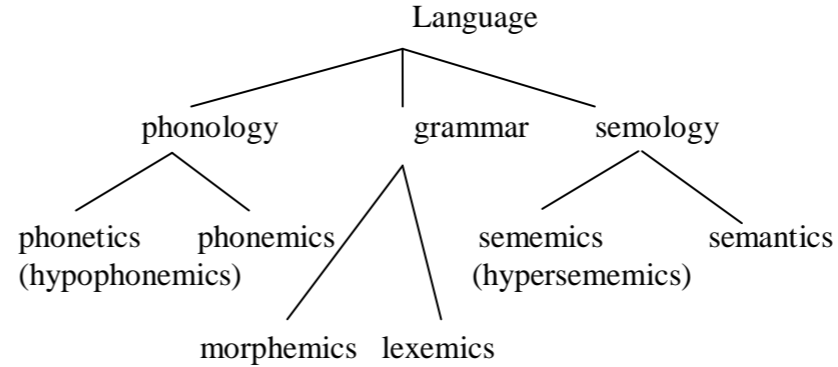 Language
phonology grammar semology
phonetics phonemics sememics semantics
(hypophonemics) (hypersememics)
morphemics lexemics